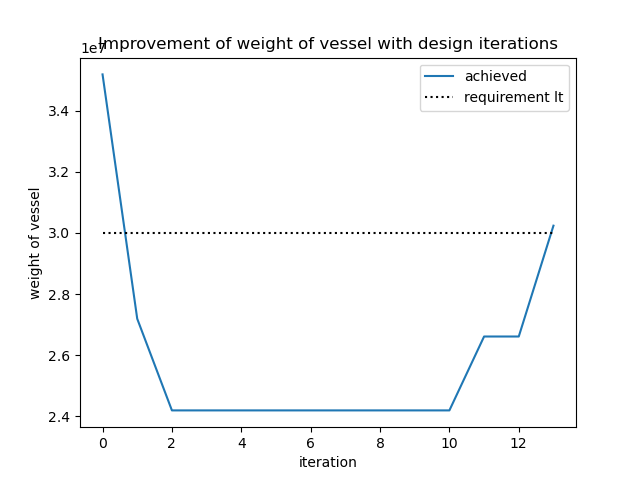 Improvement of weight of vessel with design iterations
1e7
achieved
requirement lt
3.4
3.2
3.0
2.8
2.6
2.4
weight of vessel
0 2 4 6 8 10 12
iteration